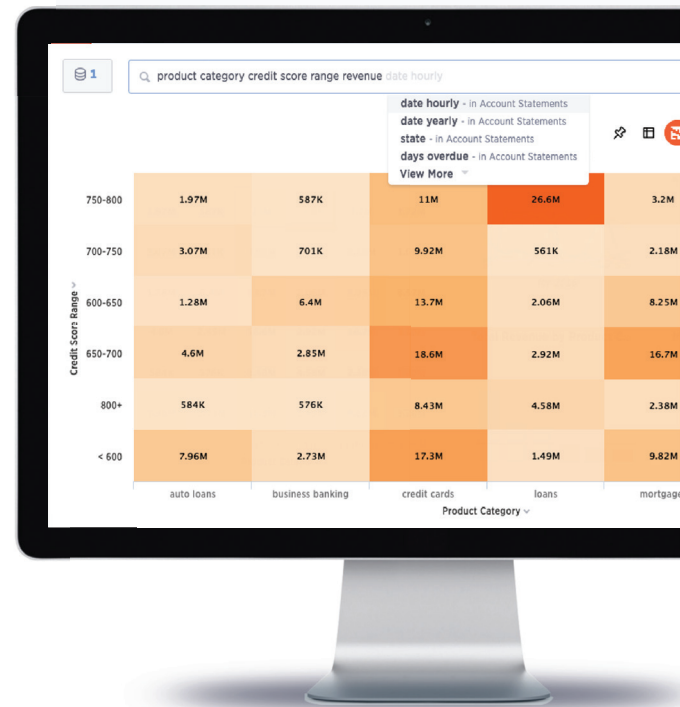 1
product category credit score range revenue date hourly
date hourly - in Account Statements
date yearly - in Account Statements
state - in Account Statements
days overdue - in Account Statements
View More
750-800 1.97M 587K 11M 26.6M 3.2M
700-750 3.07M 701K 9.92M 561K 2.18M
600-650 1.28M 6.4M 13.7M 2.06M 8.25M
650-700 4.6M 2.85M 18.6M 2.92M 16.7M
800+ 584K 576K 8.43M 4.58M 2.38M
< 600 7.96M 2.73M 17.3M 1.49M 9.82M
Credit Score Range
auto loans business banking credit cards loans mortgage
Product Category